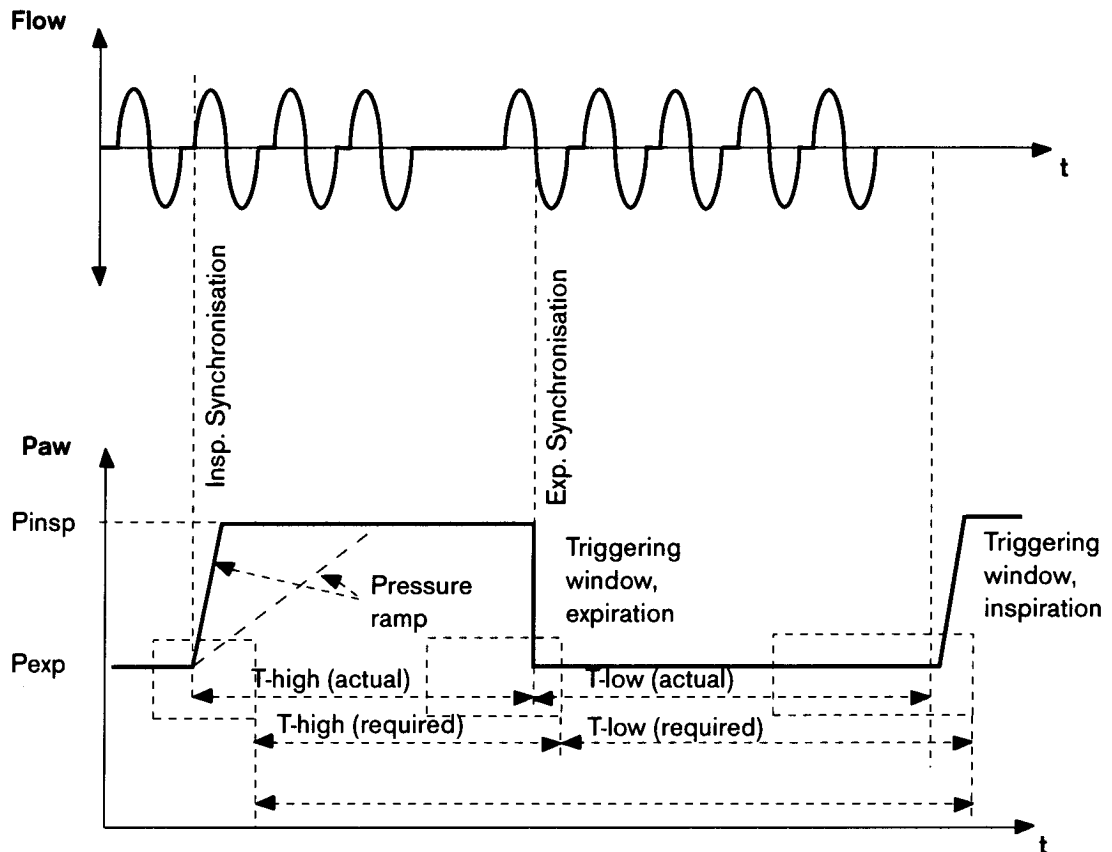 Flow
t
Insp. Synchronisation
Exp. Synchronisation
Paw
Pinsp
Pressure
ramp
Triggering
window,
expiration
Triggering
window,
inspiration
Pexp
T-high (actual)
T-low (actual)
T-high (required)
T-low (required)
t